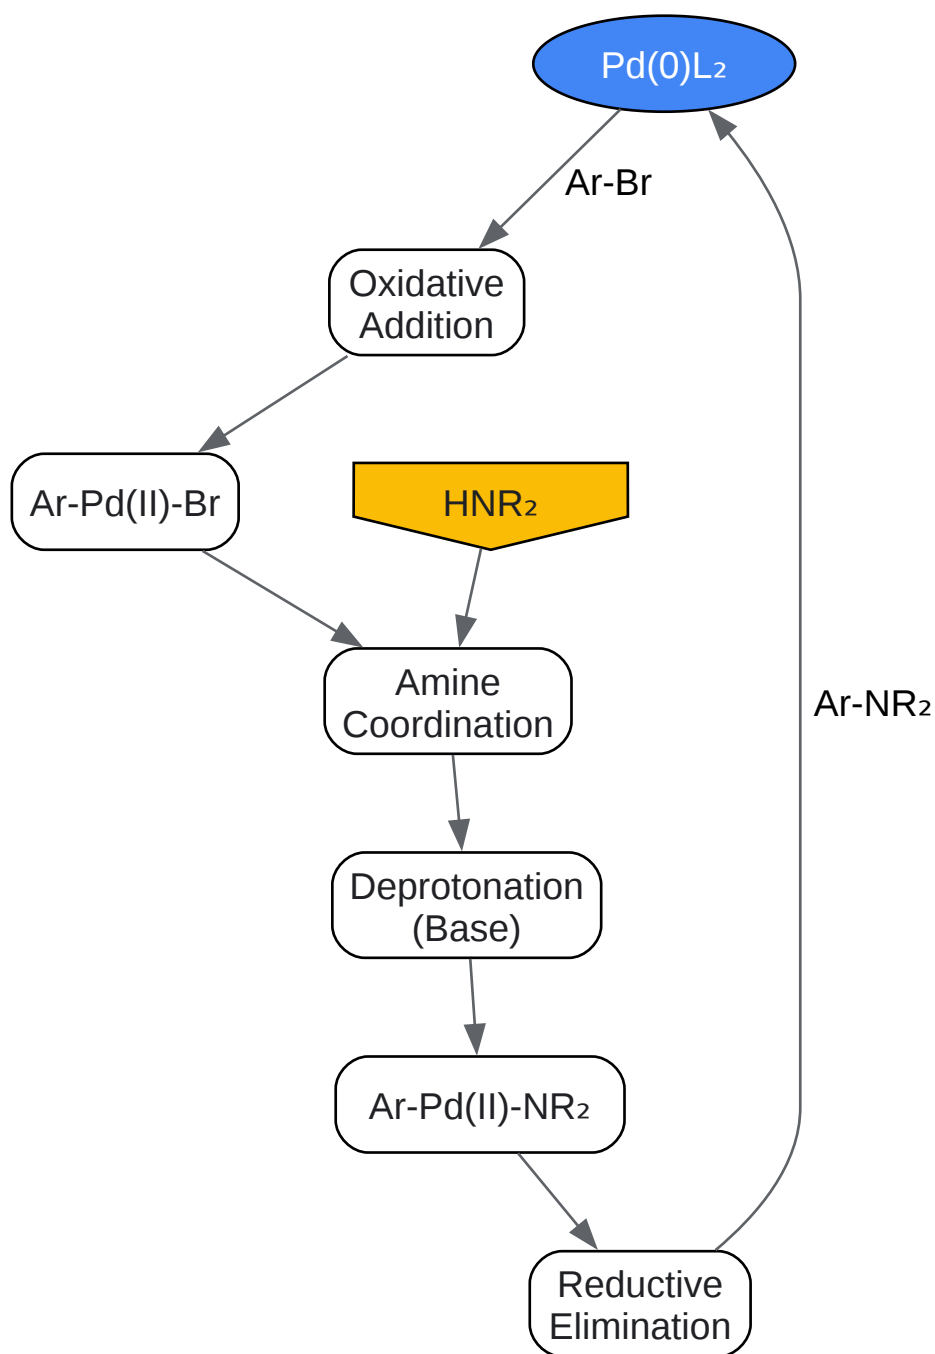 Pd(0)L₂
Ar-Br
Oxidative
Addition
Ar-Pd(II)-Br
HNR₂
Amine
Coordination
Ar-NR₂
Deprotonation
(Base)
Ar-Pd(II)-NR₂
Reductive
Elimination